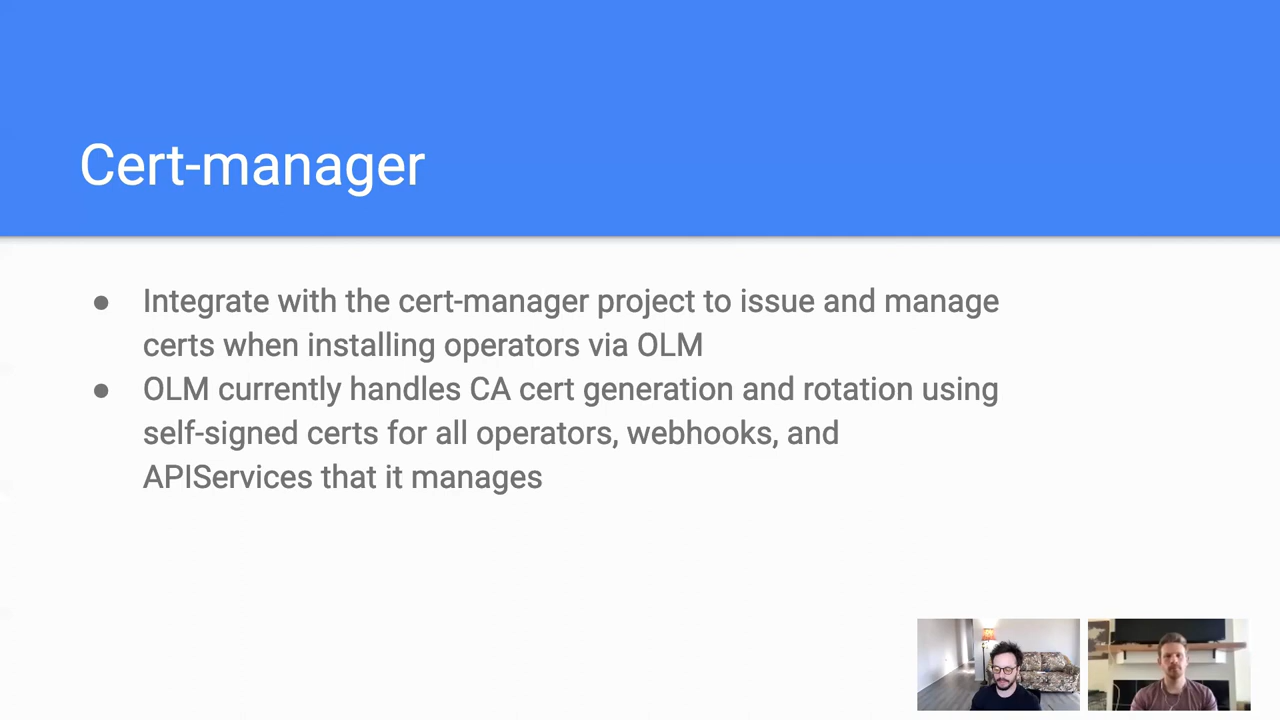 Cert-manager
● Integrate with the cert-manager project to issue and manage
certs when installing operators via OLM
● OLM currently handles CA cert generation and rotation using
self-signed certs for all operators, webhooks, and
APIServices that it manages